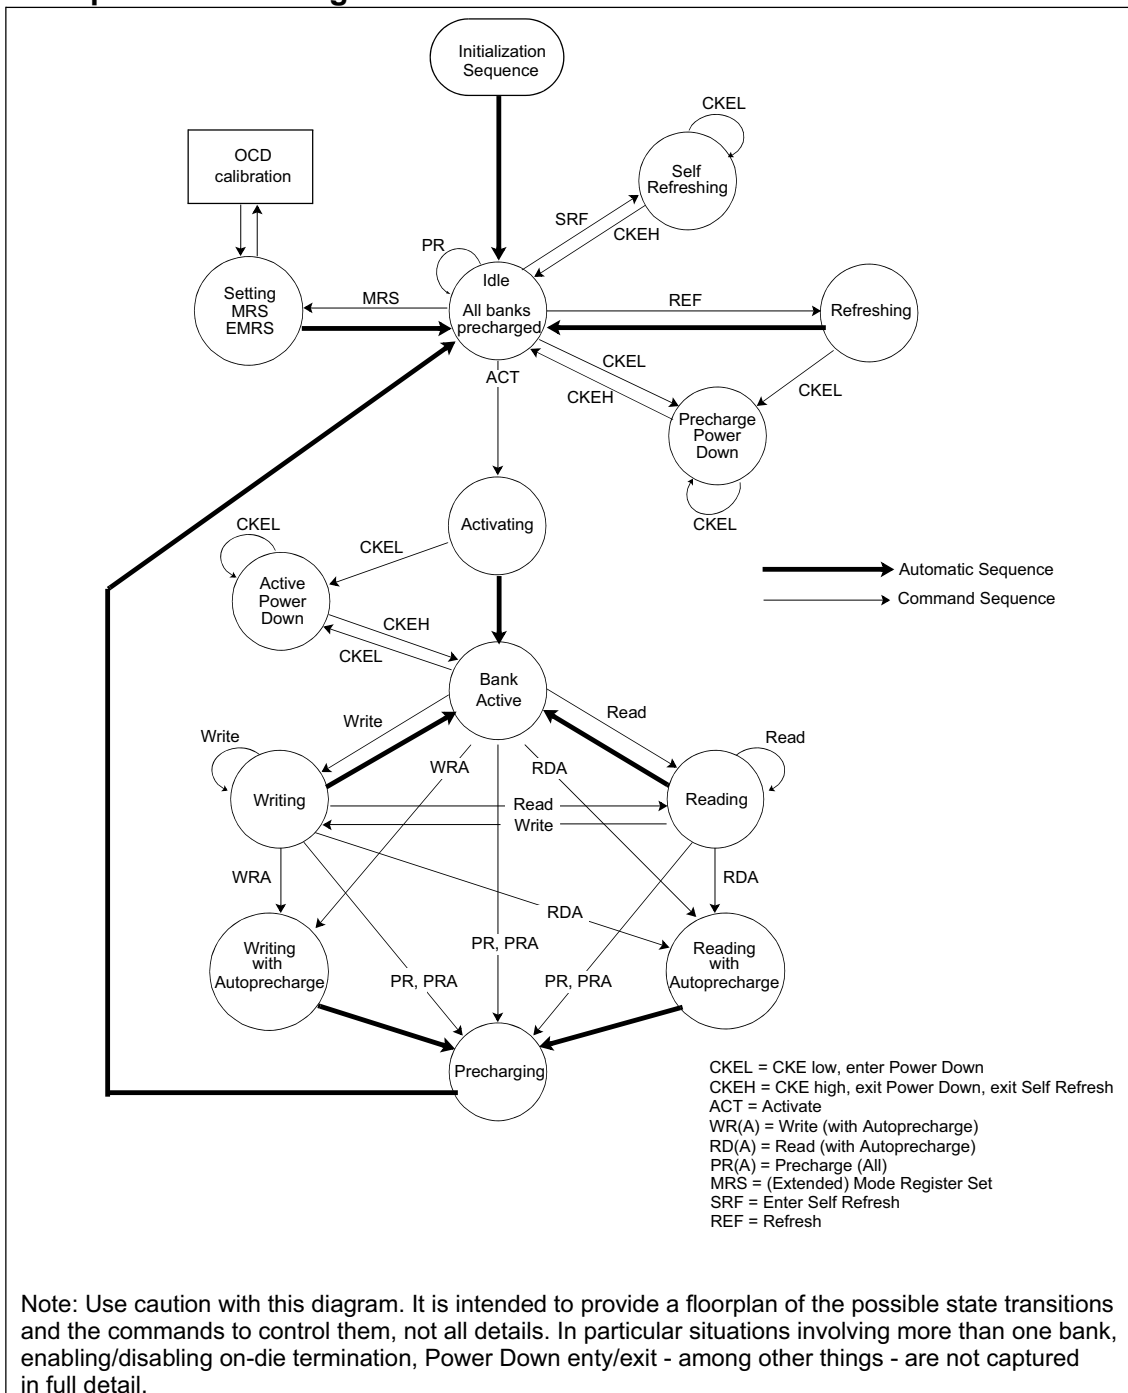 Initialization
Sequence
CKEL
OCD
calibration
Self
Refreshing
SRF
CKEH
PR
Idle
All banks
precharged
Setting
MRS
EMRS
MRS
REF
Refreshing
CKEL
CKEH
CKEL
ACT
Precharge
Power
Down
CKEL
Activating
CKEL
CKEL
Active
Power
Down
CKEH
CKEL
Automatic Sequence
Command Sequence
Bank
Active
Write
Read
Write
Read
WRA
RDA
Writing
Read
Write
Reading
WRA
RDA
RDA
Writing
with
Autoprecharge
PR, PRA
Reading
with
Autoprecharge
PR, PRA
PR, PRA
Precharging
CKEL = CKE low, enter Power Down
CKEH = CKE high, exit Power Down, exit Self Refresh
ACT = Activate
WR(A) = Write (with Autoprecharge)
RD(A) = Read (with Autoprecharge)
PR(A) = Precharge (All)
MRS = (Extended) Mode Register Set
SRF = Enter Self Refresh
REF = Refresh
Note: Use caution with this diagram. It is intended to provide a floorplan of the possible state transitions
and the commands to control them, not all details. In particular situations involving more than one bank,
enabling/disabling on-die termination, Power Down enty/exit - among other things - are not captured
in full detail.